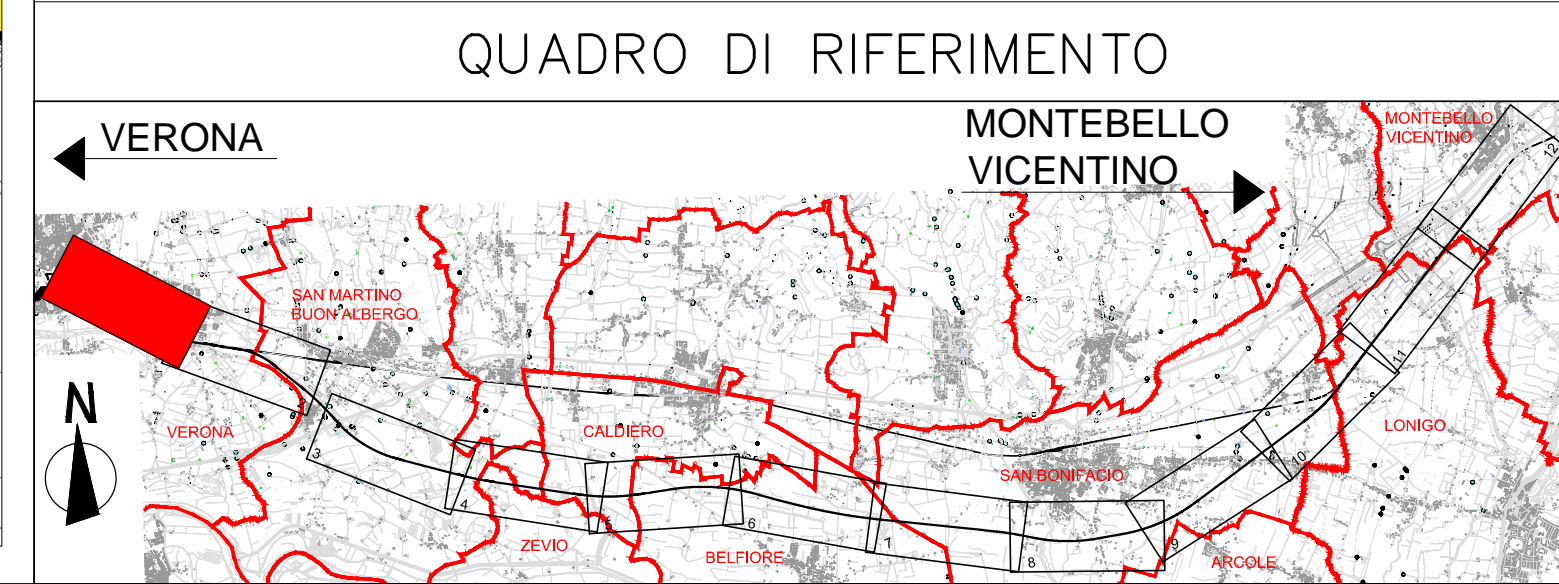 QUADRO DI RIFERIMENTO
VERONA
MONTEBELLO
VICENTINO
MONTEBELLO
VICENTINO
12
SAN MARTINO
BUON ALBERGO
N
VERONA
3
CALDIERO
LONIGO
11
10
SAN BONIFACIO
4
5
6
7
8
9
ZEVIO
BELFIORE
ARCOLE